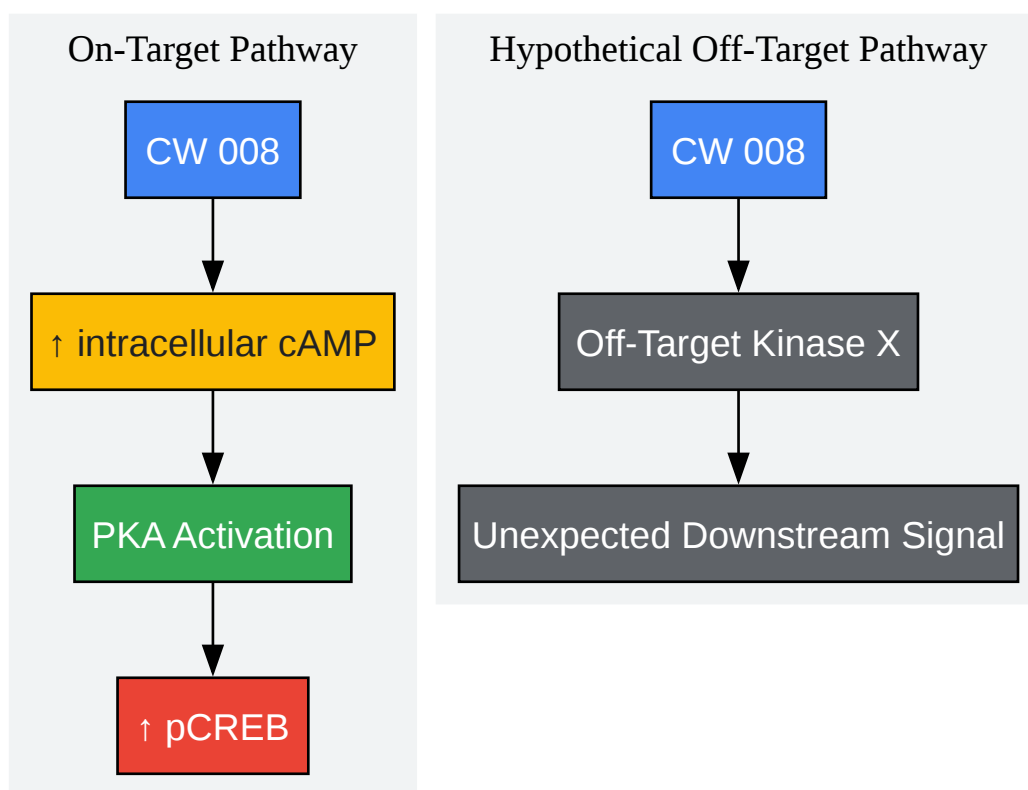 On-Target Pathway
CW 008
↑ intracellular cAMP
PKA Activation
↑ pCREB
Hypothetical Off-Target Pathway
CW 008
Off-Target Kinase X
Unexpected Downstream Signal